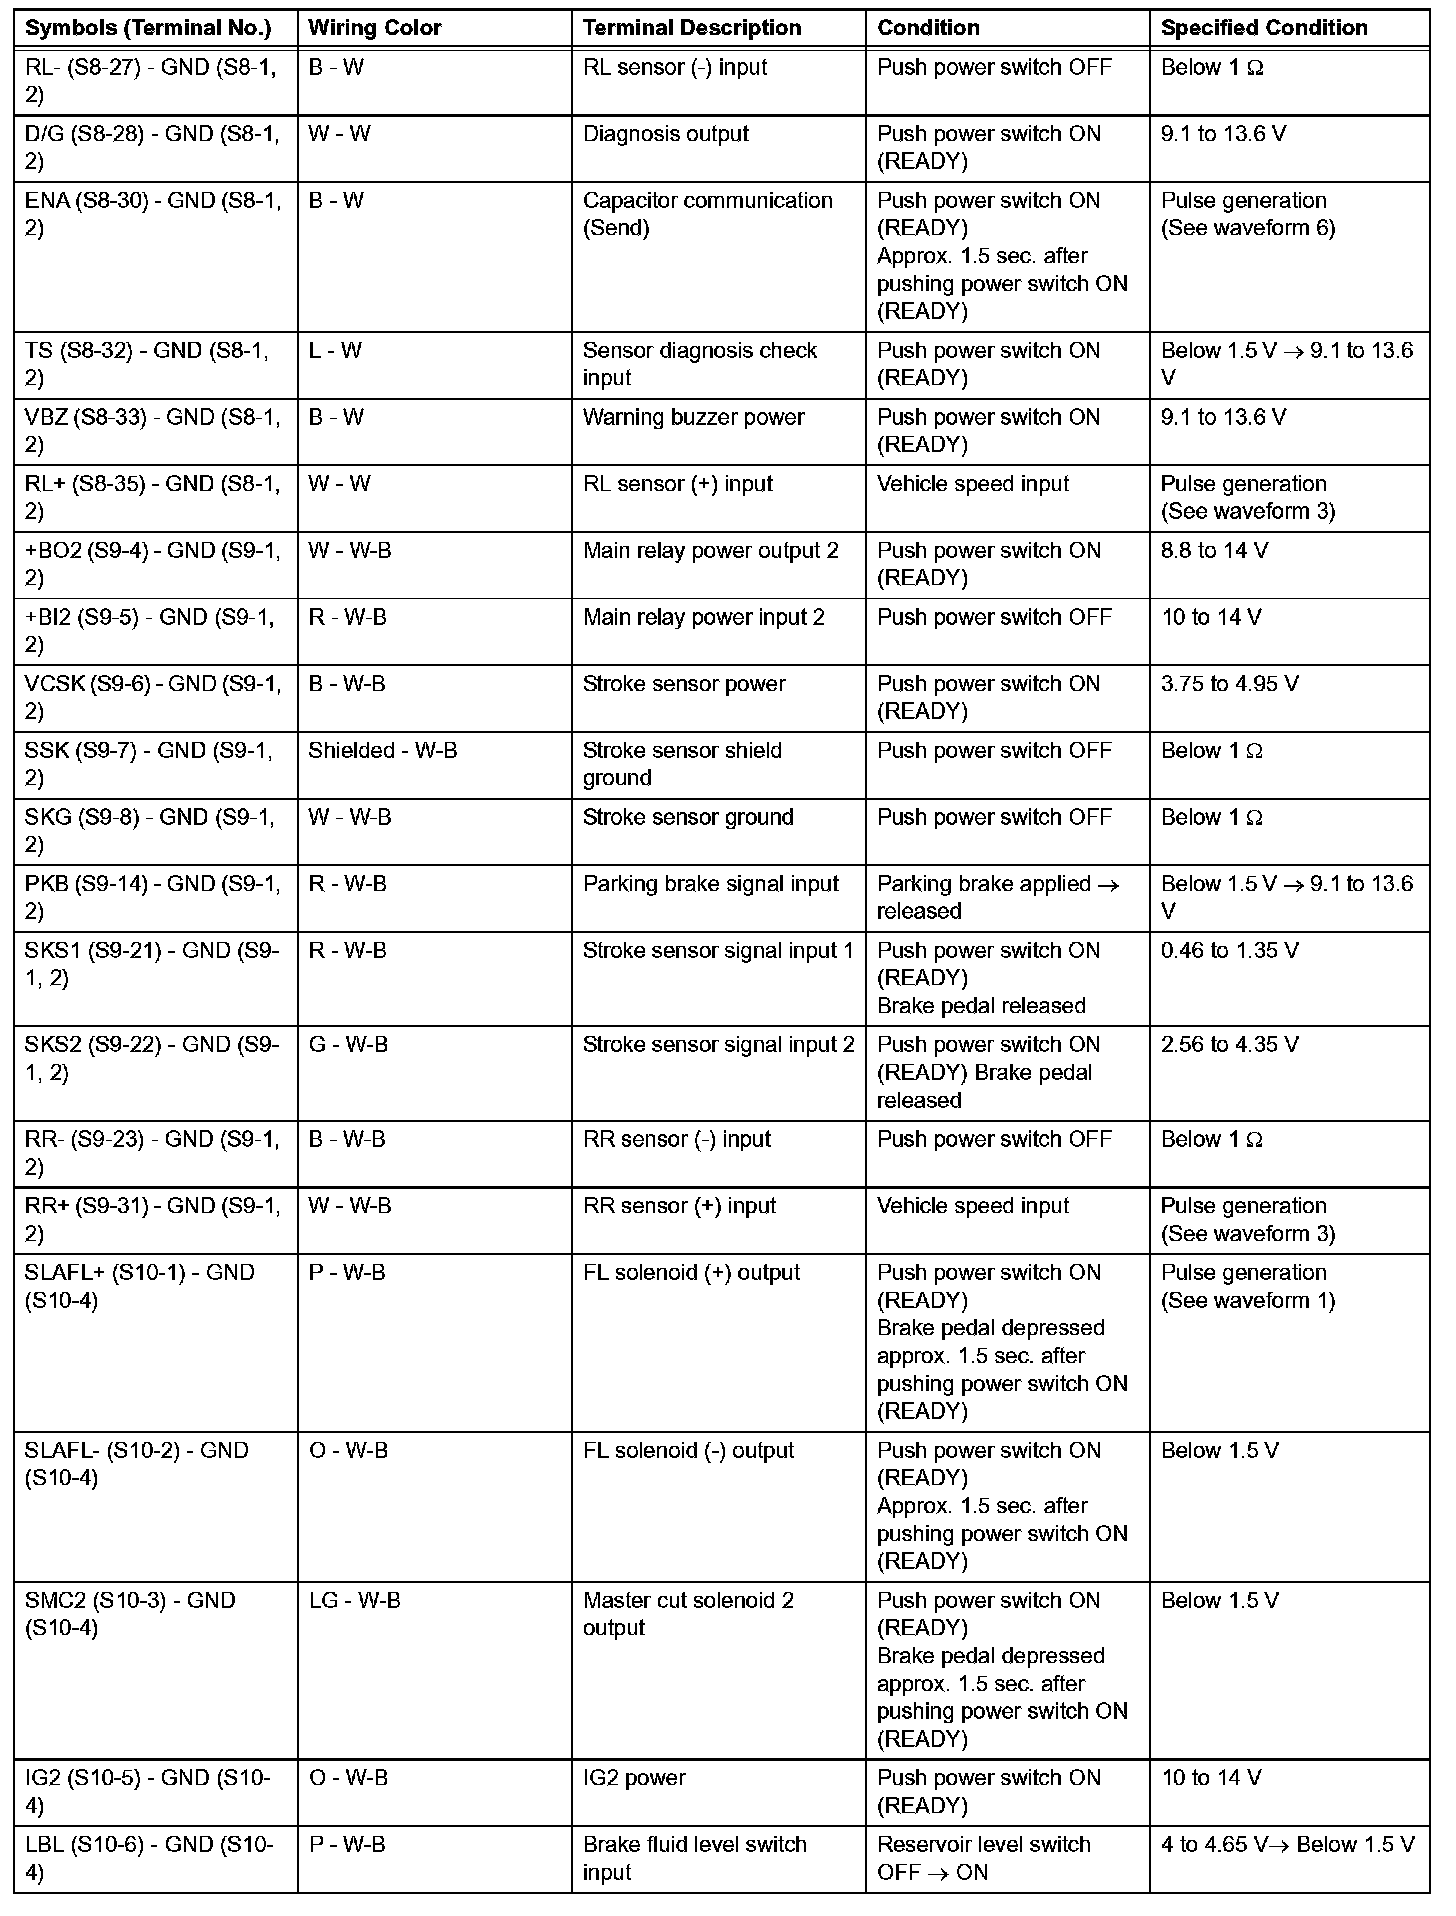 Symbols (Terminal No.) Wiring Color Terminal Description Condition Specified Condition
RL- (S8-27) - GND (S8-1, B - W RL sensor (-) input Push power switch OFF Below 1 Ω
2)
D/G (S8-28) - GND (S8-1, W - W Diagnosis output Push power switch ON 9.1 to 13.6 V
2) (READY)
ENA (S8-30) - GND (S8-1, B - W Capacitor communication Push power switch ON Pulse generation
2) (Send) (READY) (See waveform 6)
Approx. 1.5 sec. after
pushing power switch ON
(READY)
TS (S8-32) - GND (S8-1, L - W Sensor diagnosis check Push power switch ON Below 1.5 V → 9.1 to 13.6
2) input (READY) V
VBZ (S8-33) - GND (S8-1, B - W Warning buzzer power Push power switch ON 9.1 to 13.6 V
2) (READY)
RL+ (S8-35) - GND (S8-1, W - W RL sensor (+) input Vehicle speed input Pulse generation
2) (See waveform 3)
+BO2 (S9-4) - GND (S9-1, W - W-B Main relay power output 2 Push power switch ON 8.8 to 14 V
2) (READY)
+BI2 (S9-5) - GND (S9-1, R - W-B Main relay power input 2 Push power switch OFF 10 to 14 V
2)
VCSK (S9-6) - GND (S9-1, B - W-B Stroke sensor power Push power switch ON 3.75 to 4.95 V
2) (READY)
SSK (S9-7) - GND (S9-1, Shielded - W-B Stroke sensor shield Push power switch OFF Below 1 Ω
2) ground
SKG (S9-8) - GND (S9-1, W - W-B Stroke sensor ground Push power switch OFF Below 1 Ω
2)
PKB (S9-14) - GND (S9-1, R - W-B Parking brake signal input Parking brake applied → Below 1.5 V → 9.1 to 13.6
2) released V
SKS1 (S9-21) - GND (S9- R - W-B Stroke sensor signal input 1 Push power switch ON 0.46 to 1.35 V
1, 2) (READY)
Brake pedal released
SKS2 (S9-22) - GND (S9- G - W-B Stroke sensor signal input 2 Push power switch ON 2.56 to 4.35 V
1, 2) (READY) Brake pedal
released
RR- (S9-23) - GND (S9-1, B - W-B RR sensor (-) input Push power switch OFF Below 1 Ω
2)
RR+ (S9-31) - GND (S9-1, W - W-B RR sensor (+) input Vehicle speed input Pulse generation
2) (See waveform 3)
SLAFL+ (S10-1) - GND P - W-B FL solenoid (+) output Push power switch ON Pulse generation
(S10-4) (READY) (See waveform 1)
Brake pedal depressed
approx. 1.5 sec. after
pushing power switch ON
(READY)
SLAFL- (S10-2) - GND O - W-B FL solenoid (-) output Push power switch ON Below 1.5 V
(S10-4) (READY)
Approx. 1.5 sec. after
pushing power switch ON
(READY)
SMC2 (S10-3) - GND LG - W-B Master cut solenoid 2 Push power switch ON Below 1.5 V
(S10-4) output (READY)
Brake pedal depressed
approx. 1.5 sec. after
pushing power switch ON
(READY)
IG2 (S10-5) - GND (S10- O - W-B IG2 power Push power switch ON 10 to 14 V
4) (READY)
LBL (S10-6) - GND (S10- P - W-B Brake fluid level switch Reservoir level switch 4 to 4.65 V→ Below 1.5 V
4) input OFF → ON